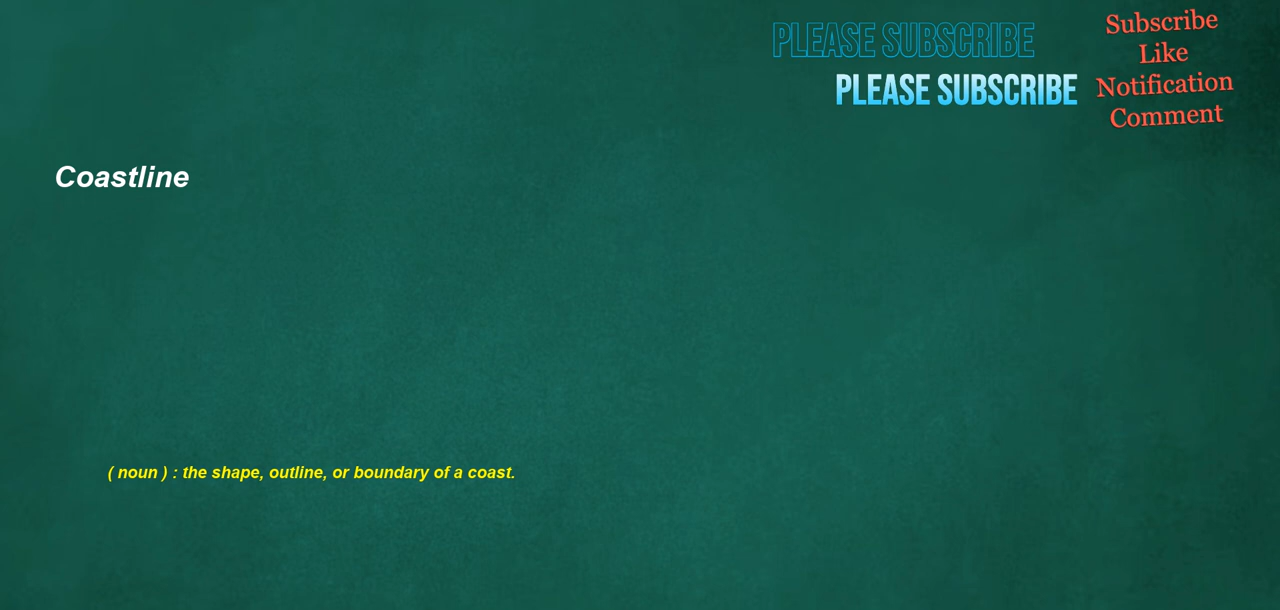 PLEASE SUBSCRIBE
PLEASE SUBSCRIBE
Subscribe
Like
Notification
Comment
Coastline
( noun ) : the shape, outline, or boundary of a coast.